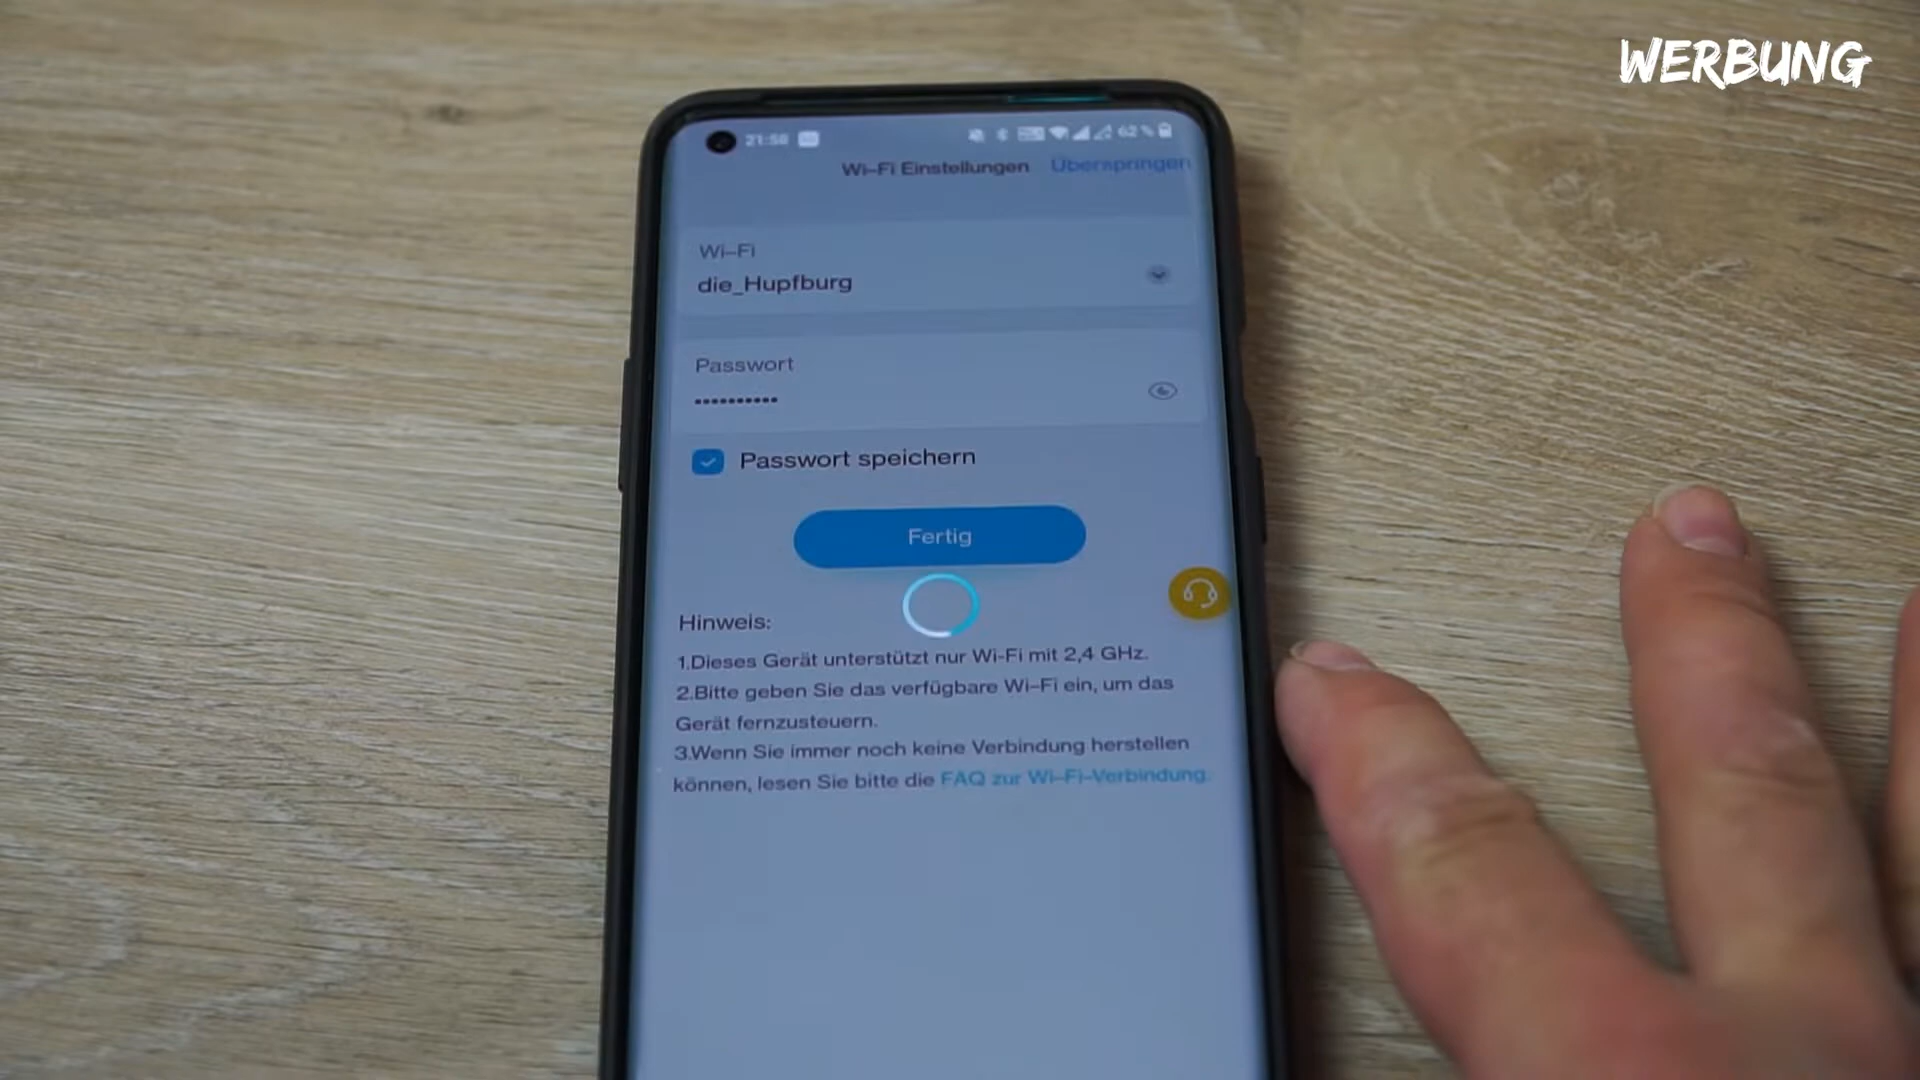 WERBUNG
21:58
62 %
Wi-Fi Einstellungen Überspringen
Wi-Fi
die_Hupfburg
Passwort
••••••••••
Passwort speichern
Fertig
Hinweis:
1.Dieses Gerät unterstützt nur Wi-Fi mit 2,4 GHz.
2.Bitte geben Sie das verfügbare Wi-Fi ein, um das
Gerät fernzusteuern.
3.Wenn Sie immer noch keine Verbindung herstellen
können, lesen Sie bitte die FAQ zur Wi-Fi-Verbindung.